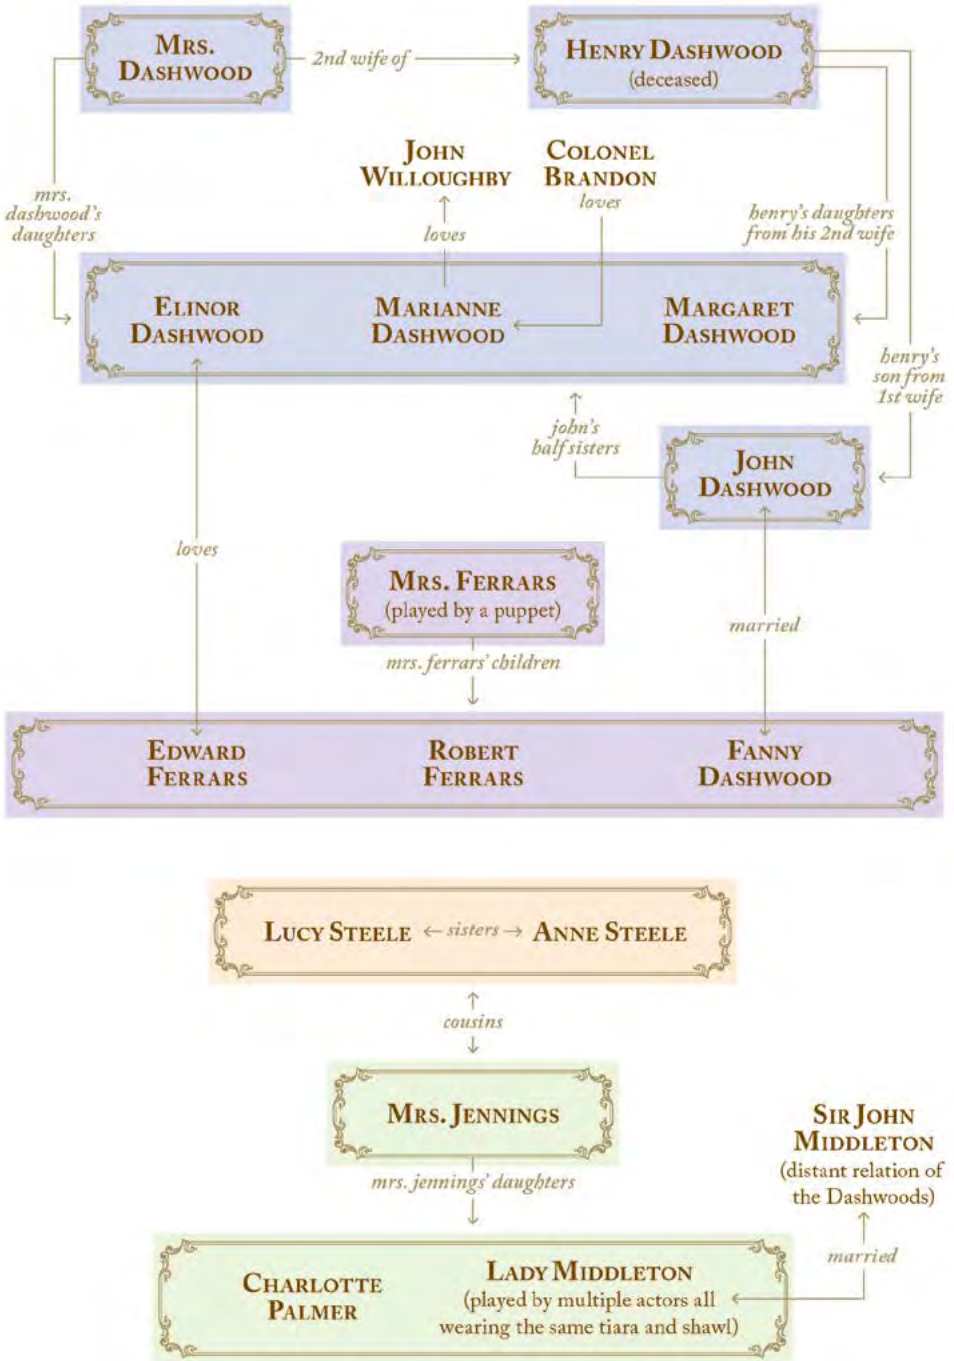 MRS.
DASHWOOD
2nd wife of
HENRY DASHWOOD
(deceased)
JOHN
WILLOUGHBY
COLONEL
BRANDON
loves
loves
mrs.
dashwood's
daughters
henry's daughters
from his 2nd wife
ELINOR
DASHWOOD
MARIANNE
DASHWOOD
MARGARET
DASHWOOD
henry's
son from
1st wife
john's
half sisters
JOHN
DASHWOOD
loves
MRS. FERRARS
(played by a puppet)
married
mrs. ferrars' children
EDWARD
FERRARS
ROBERT
FERRARS
FANNY
DASHWOOD
LUCY STEELE ← sisters → ANNE STEELE
cousins
MRS. JENNINGS
SIR JOHN
MIDDLETON
(distant relation of
the Dashwoods)
mrs. jennings' daughters
married
CHARLOTTE
PALMER
LADY MIDDLETON
(played by multiple actors all
wearing the same tiara and shawl)